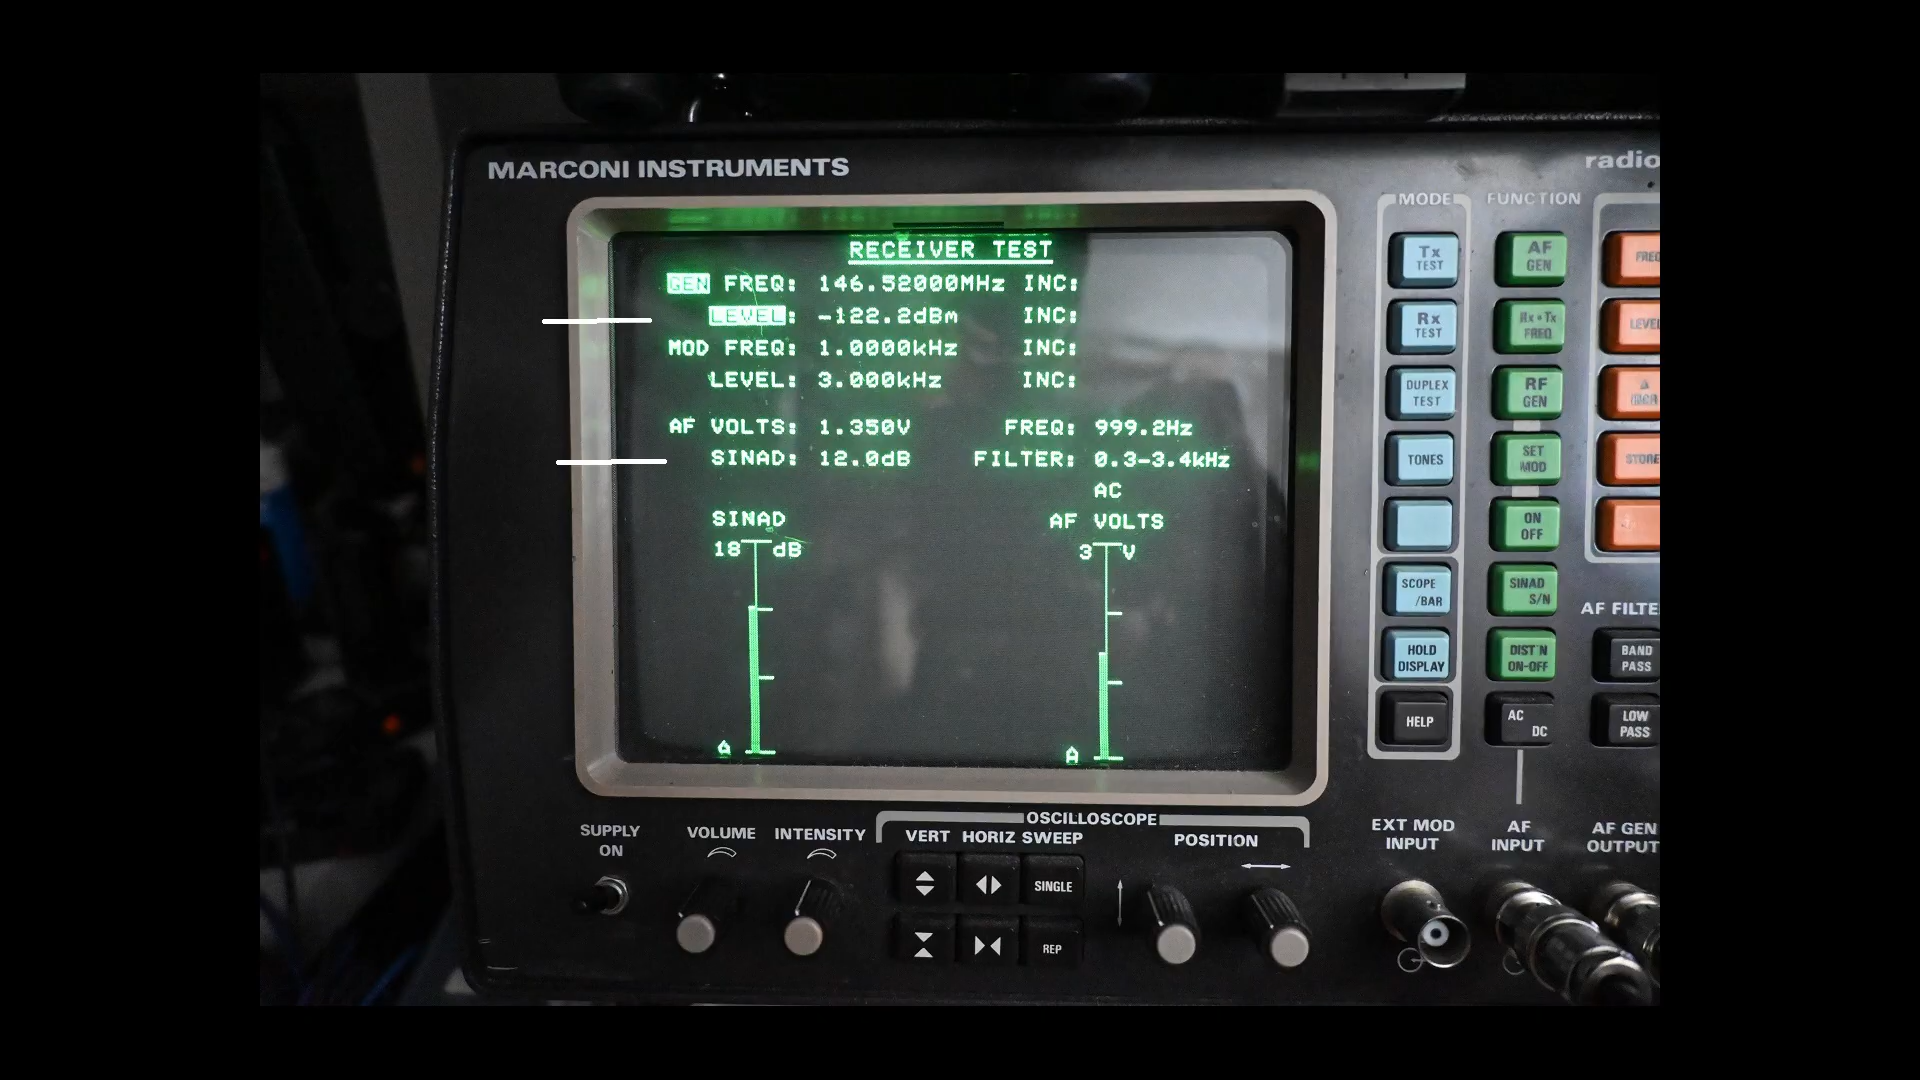 MARCONI INSTRUMENTS
radio
RECEIVER TEST
GEN FREQ: 146.52000MHz INC:
LEVEL: -122.2dBm INC:
MOD FREQ: 1.0000kHz INC:
LEVEL: 3.000kHz INC:
AF VOLTS: 1.350V FREQ: 999.2Hz
SINAD: 12.0dB FILTER: 0.3-3.4kHz
AC
SINAD AF VOLTS
18 dB 3 V
A A
MODE FUNCTION
Tx TEST
AF GEN
FREQ
Rx TEST
Rx•Tx FREQ
LEVEL
DUPLEX TEST
RF GEN
TONES
SET MOD
STORE
ON OFF
SCOPE /BAR
SINAD S/N
AF FILTE
HOLD DISPLAY
DIST'N ON-OFF
BAND PASS
HELP
AC DC
LOW PASS
SUPPLY ON
VOLUME
INTENSITY
OSCILLOSCOPE
VERT HORIZ SWEEP
POSITION
SINGLE
REP
EXT MOD INPUT
AF INPUT
AF GEN OUTPUT